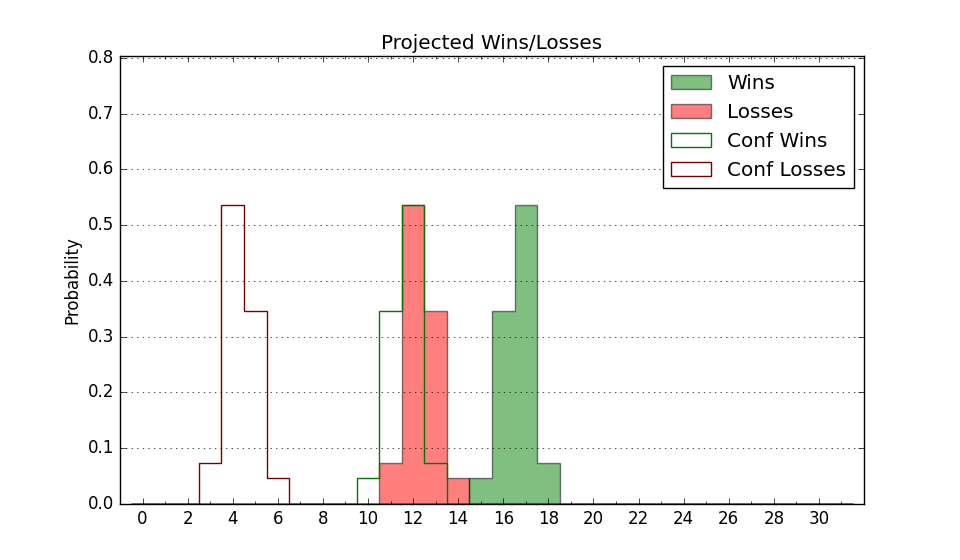 Projected Wins/Losses
0.8
0.7
0.6
0.5
0.4
0.3
0.2
0.1
0.0
Probability
Wins
Losses
Conf Wins
Conf Losses
0 2 4 6 8 10 12 14 16 18 20 22 24 26 28 30